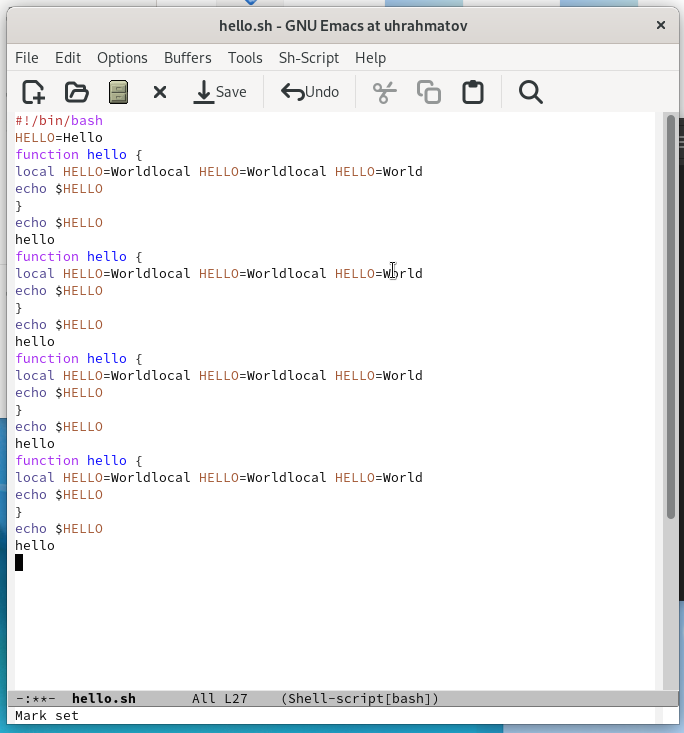 hello.sh - GNU Emacs at uhrahmatov
File Edit Options Buffers Tools Sh-Script Help
Save Undo
#!/bin/bash
HELLO=Hello
function hello {
local HELLO=Worldlocal HELLO=Worldlocal HELLO=World
echo $HELLO
}
echo $HELLO
hello
function hello {
local HELLO=Worldlocal HELLO=Worldlocal HELLO=World
echo $HELLO
}
echo $HELLO
hello
function hello {
local HELLO=Worldlocal HELLO=Worldlocal HELLO=World
echo $HELLO
}
echo $HELLO
hello
function hello {
local HELLO=Worldlocal HELLO=Worldlocal HELLO=World
echo $HELLO
}
echo $HELLO
hello
-:**- hello.sh All L27 (Shell-script[bash])
Mark set